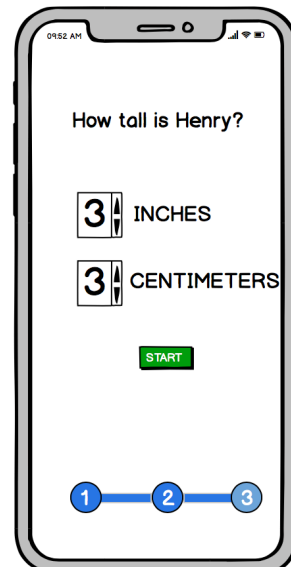 09:52 AM
How tall is Henry?
3 INCHES
3 CENTIMETERS
START
1 2 3